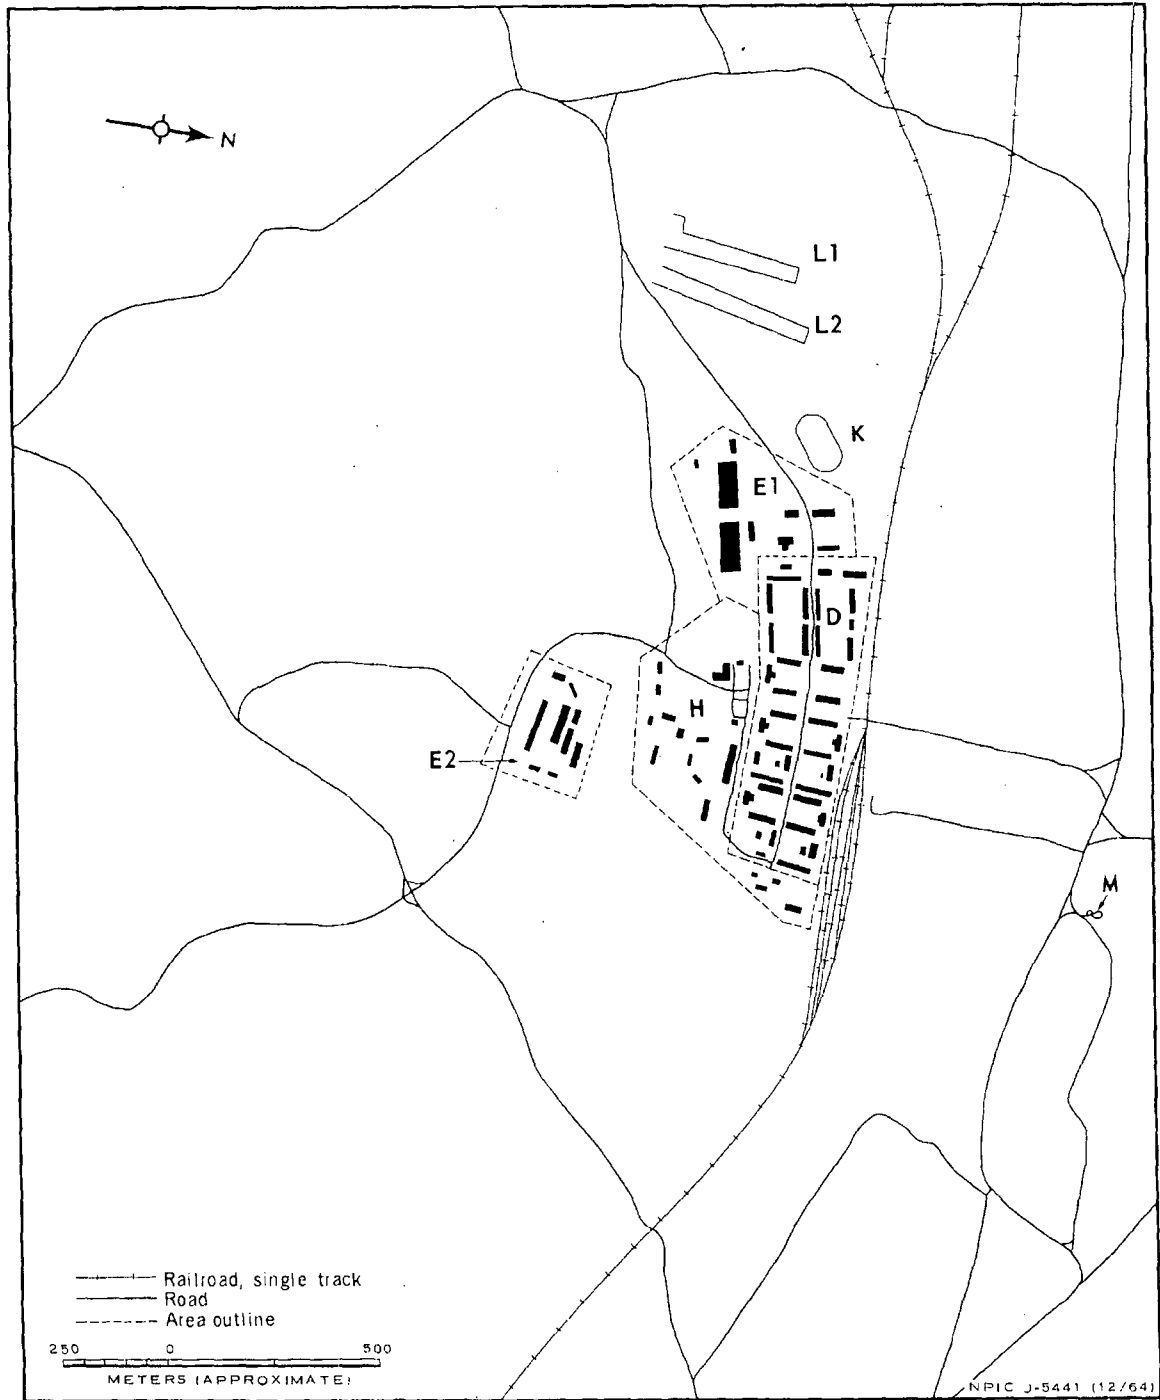 N
L1
L2
K
E1
D
H
E2
M
Railroad, single track
Road
Area outline
250 0 500
METERS (APPROXIMATE)
NPIC J-5441 (12/64)